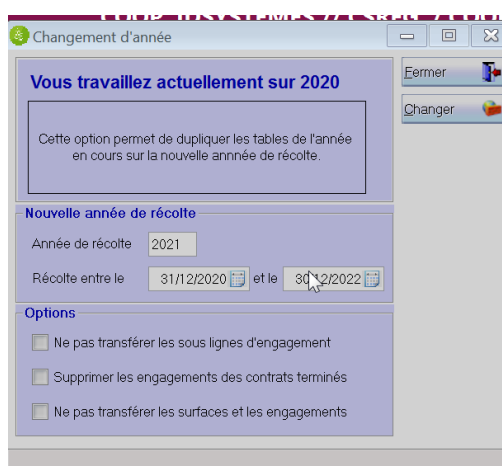 Changement d'année
Fermer
Vous travaillez actuellement sur 2020
Changer
Cette option permet de dupliquer les tables de l'année
en cours sur la nouvelle annnée de récolte.
Nouvelle année de récolte
Année de récolte 2021
Récolte entre le 31/12/2020 et le 30/12/2022
Options
Ne pas transférer les sous lignes d'engagement
Supprimer les engagements des contrats terminés
Ne pas transférer les surfaces et les engagements